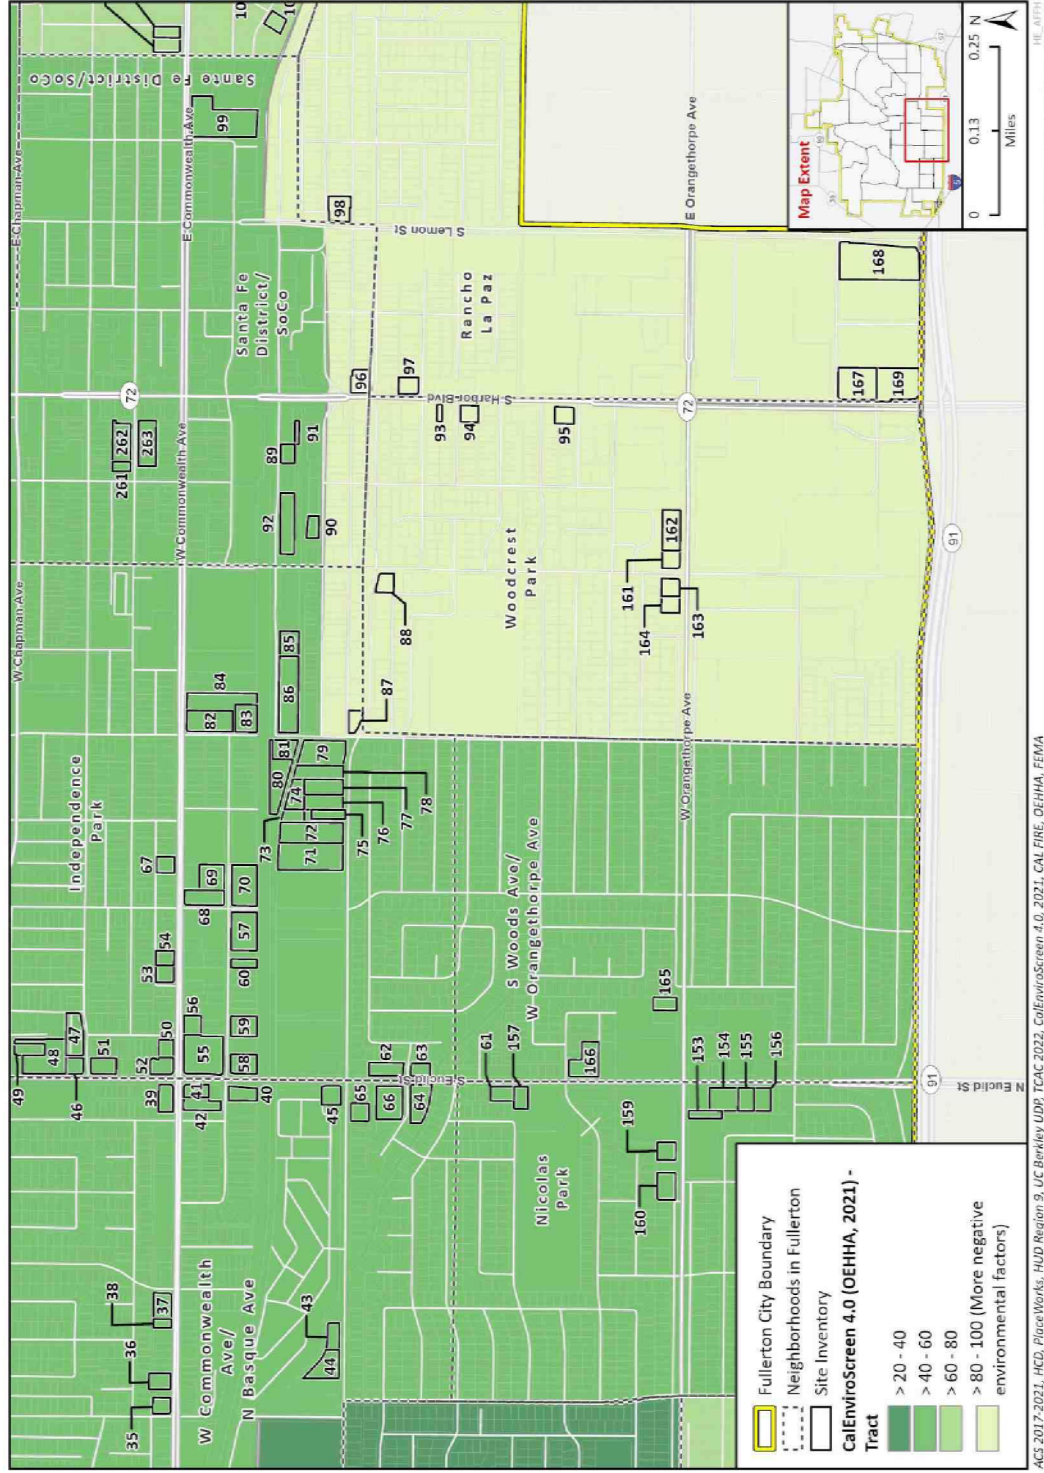 E Chapman Ave
W Chapman Ave
Sante Fe District/SoCo
E Commonwealth Ave
W Commonwealth Ave
S Lemon St
E Orangethorpe Ave
W Orangethorpe Ave
S Harbor Blvd
S Euclid St
N Euclid St
72
72
91
91
Santa Fe
District/
SoCo
Rancho
La Paz
Woodcrest
Park
Independence
Park
S Woods Ave/
W Orangethorpe Ave
Nicolas
Park
W Commonwealth
Ave/
N Basque Ave
10
10
99
98
168
96
97
93
94
95
167
169
261
262
263
89
91
92
90
88
87
161
162
164
163
84
82
83
85
86
81
80
79
74
73
72
71
75
76
77
78
67
69
68
70
57
60
54
53
56
55
50
59
58
47
48
49
46
51
52
39
41
42
40
45
62
63
65
66
64
61
157
166
165
153
154
155
156
159
160
38
37
36
35
43
44
Map Extent
0
0.13
0.25
Miles
N
Fullerton City Boundary
Neighborhoods in Fullerton
Site Inventory
CalEnviroScreen 4.0 (OEHHA, 2021) -
Tract
> 20 - 40
> 40 - 60
> 60 - 80
> 80 - 100 (More negative
environmental factors)
ACS 2017-2021, HCD, PlaceWorks, HUD Region 9, UC Berkley UDP, TCAC 2022, CalEnviroScreen 4.0, 2021, CAL FIRE, OEHHA, FEMA
HE_AFFH